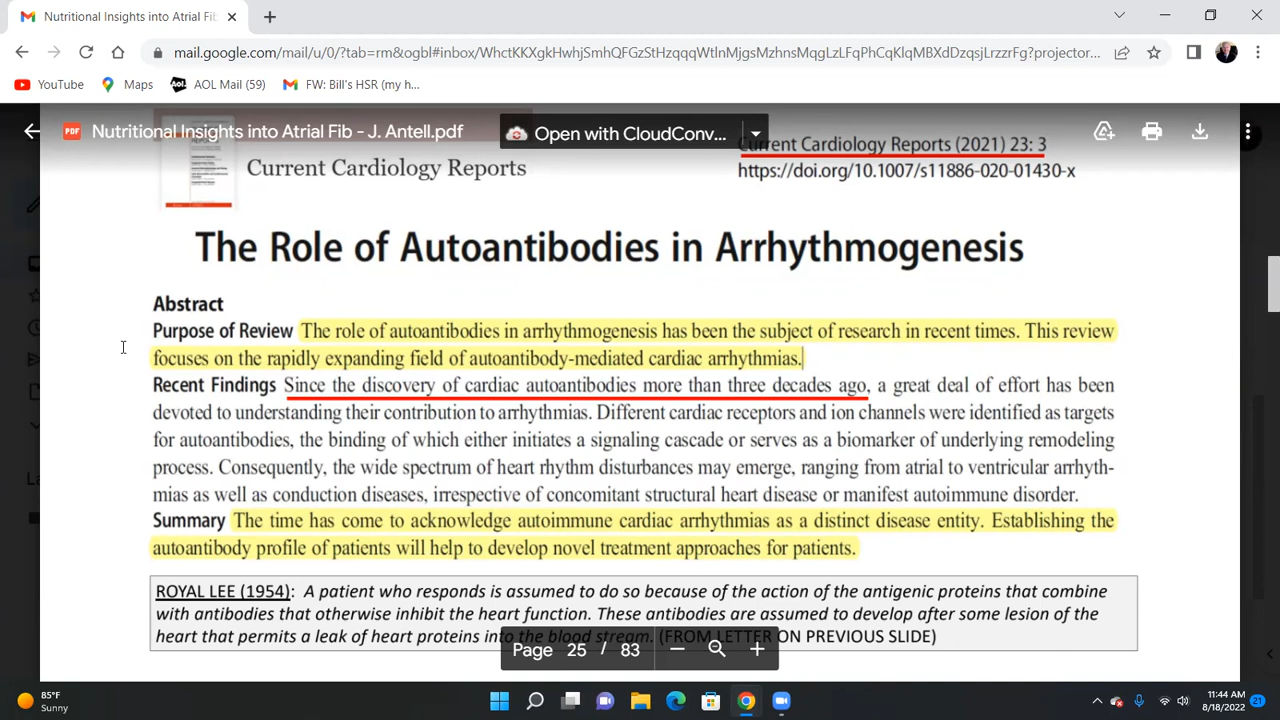 Nutritional Insights into Atrial Fib
mail.google.com/mail/u/0/?tab=rm&ogbl#inbox/WhctKKXgkHwhjSmhQFGzStHzqqqWtlnMjgsMzhnsMqgLzLFqPhCqKlqMBXdDzqsjLrzzrFg?projector...
YouTube Maps AOL Mail (59) FW: Bill's HSR (my h...
PDF Nutritional Insights into Atrial Fib - J. Antell.pdf Open with CloudConv...
Current Cardiology Reports (2021) 23: 3
Current Cardiology Reports https://doi.org/10.1007/s11886-020-01430-x
The Role of Autoantibodies in Arrhythmogenesis
Abstract
Purpose of Review The role of autoantibodies in arrhythmogenesis has been the subject of research in recent times. This review
focuses on the rapidly expanding field of autoantibody-mediated cardiac arrhythmias.
Recent Findings Since the discovery of cardiac autoantibodies more than three decades ago, a great deal of effort has been
devoted to understanding their contribution to arrhythmias. Different cardiac receptors and ion channels were identified as targets
for autoantibodies, the binding of which either initiates a signaling cascade or serves as a biomarker of underlying remodeling
process. Consequently, the wide spectrum of heart rhythm disturbances may emerge, ranging from atrial to ventricular arrhyth-
mias as well as conduction diseases, irrespective of concomitant structural heart disease or manifest autoimmune disorder.
Summary The time has come to acknowledge autoimmune cardiac arrhythmias as a distinct disease entity. Establishing the
autoantibody profile of patients will help to develop novel treatment approaches for patients.
ROYAL LEE (1954): A patient who responds is assumed to do so because of the action of the antigenic proteins that combine
with antibodies that otherwise inhibit the heart function. These antibodies are assumed to develop after some lesion of the
heart that permits a leak of heart proteins into the blood stream. (FROM LETTER ON PREVIOUS SLIDE)
Page 25 / 83
85°F
Sunny
11:44 AM
8/18/2022
21